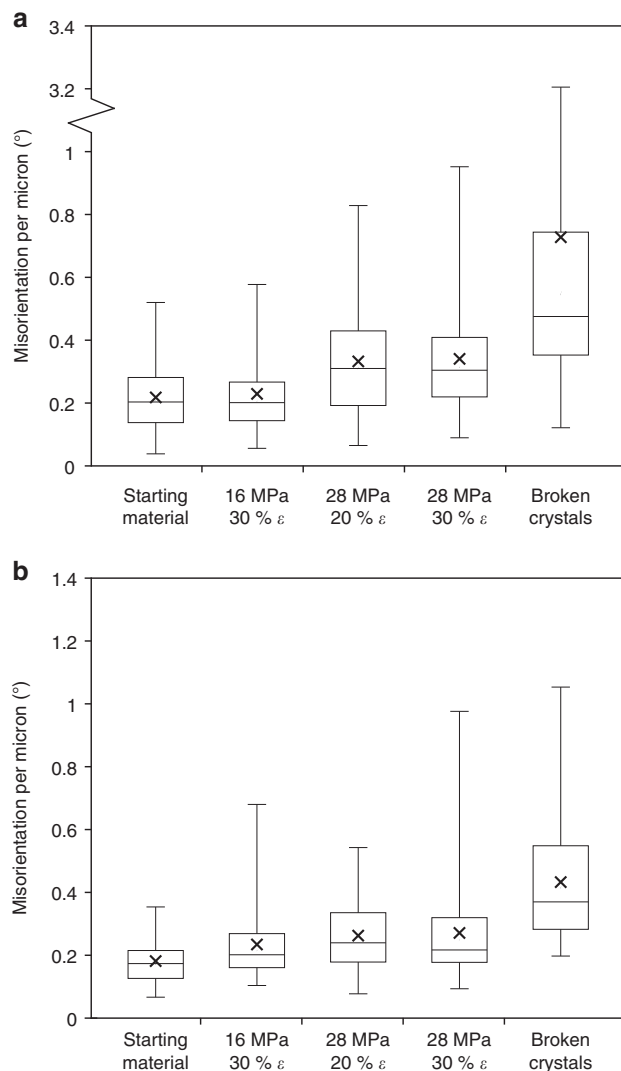 a
3.4
3.2
1
0.8
0.6
0.4
0.2
0
Misorientation per micron (°)
Starting material
16 MPa 30 % ε
28 MPa 20 % ε
28 MPa 30 % ε
Broken crystals
b
1.4
1.2
1
0.8
0.6
0.4
0.2
0
Misorientation per micron (°)
Starting material
16 MPa 30 % ε
28 MPa 20 % ε
28 MPa 30 % ε
Broken crystals